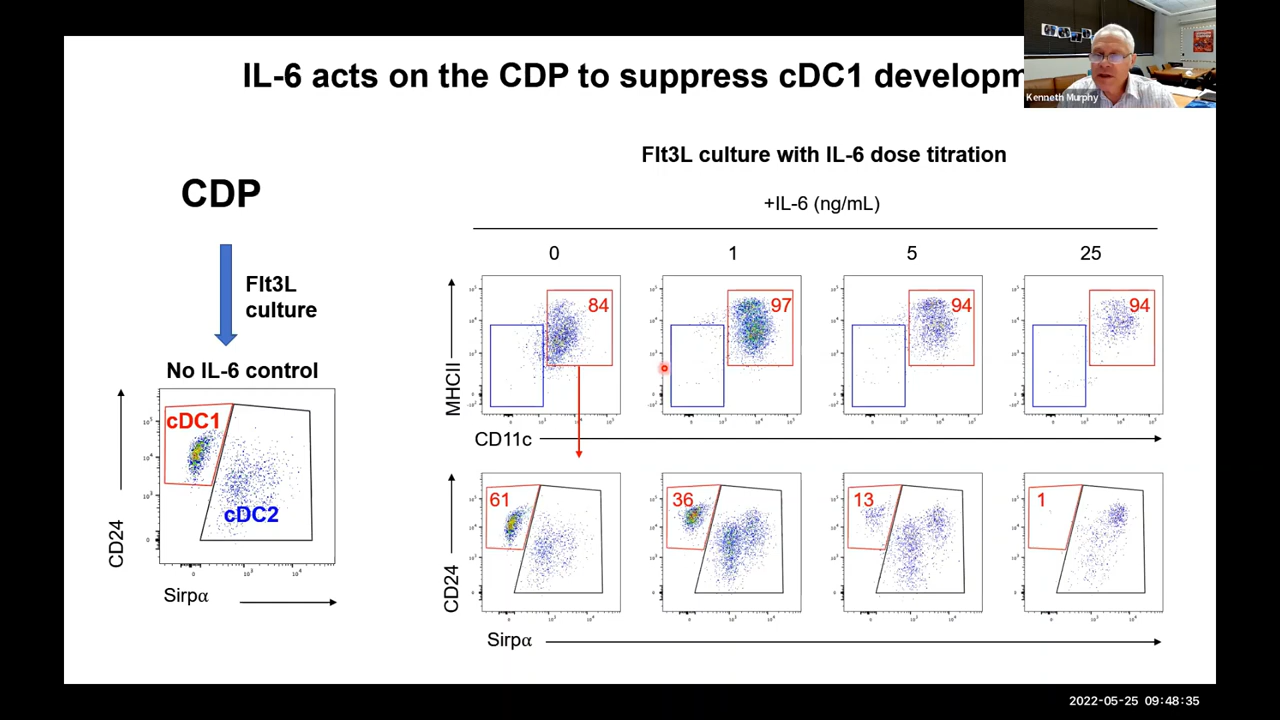 IL-6 acts on the CDP to suppress cDC1 developm
Kenneth Murphy
Flt3L culture with IL-6 dose titration
CDP
+IL-6 (ng/mL)
0 1 5 25
Flt3L
culture
84 97 94 94
MHCII
CD11c
No IL-6 control
cDC1
cDC2
CD24
Sirpα
61 36 13 1
CD24
Sirpα
2022-05-25 09:48:35